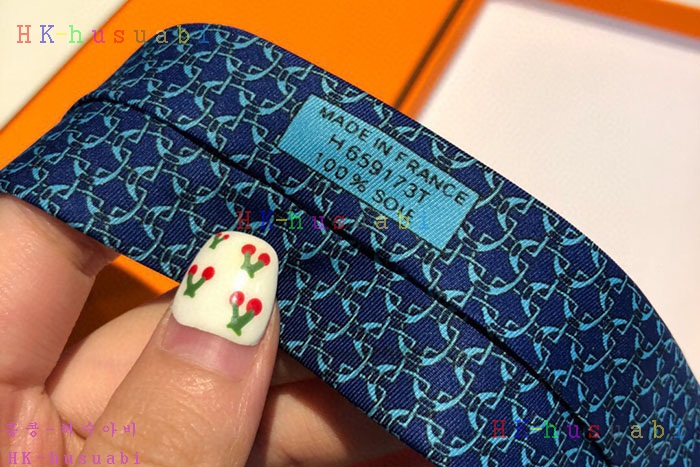 HK-husuabi
MADE IN FRANCE
H 659173T
100 % SOIE
HK-husuabi
HK-husuabi
홍콩-허수아비
HK-husuabi